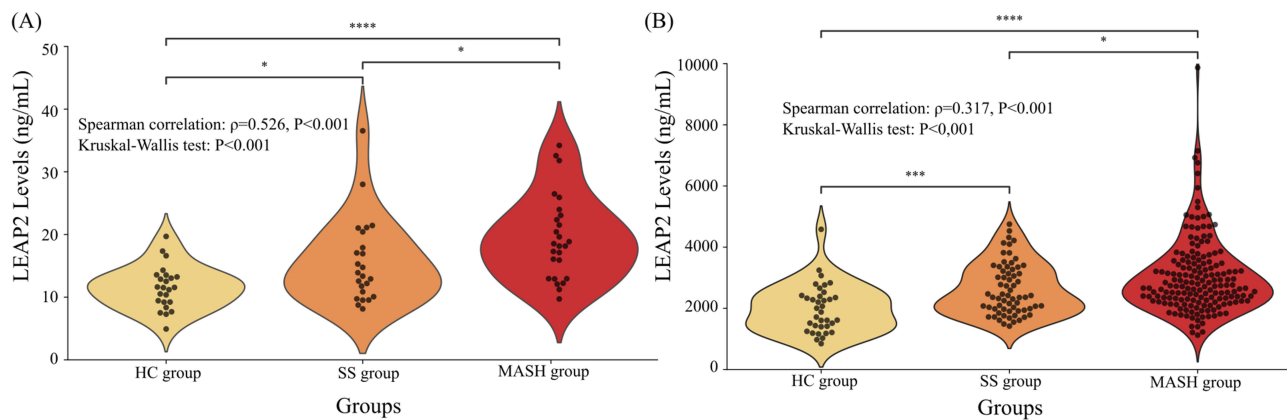 (A)
****
*
*
Spearman correlation: ρ=0.526, P<0.001
Kruskal-Wallis test: P<0.001
LEAP2 Levels (ng/mL)
50
40
30
20
10
0
HC group
SS group
MASH group
Groups
(B)
****
*
***
Spearman correlation: ρ=0.317, P<0.001
Kruskal-Wallis test: P<0,001
LEAP2 Levels (ng/mL)
10000
8000
6000
4000
2000
0
HC group
SS group
MASH group
Groups